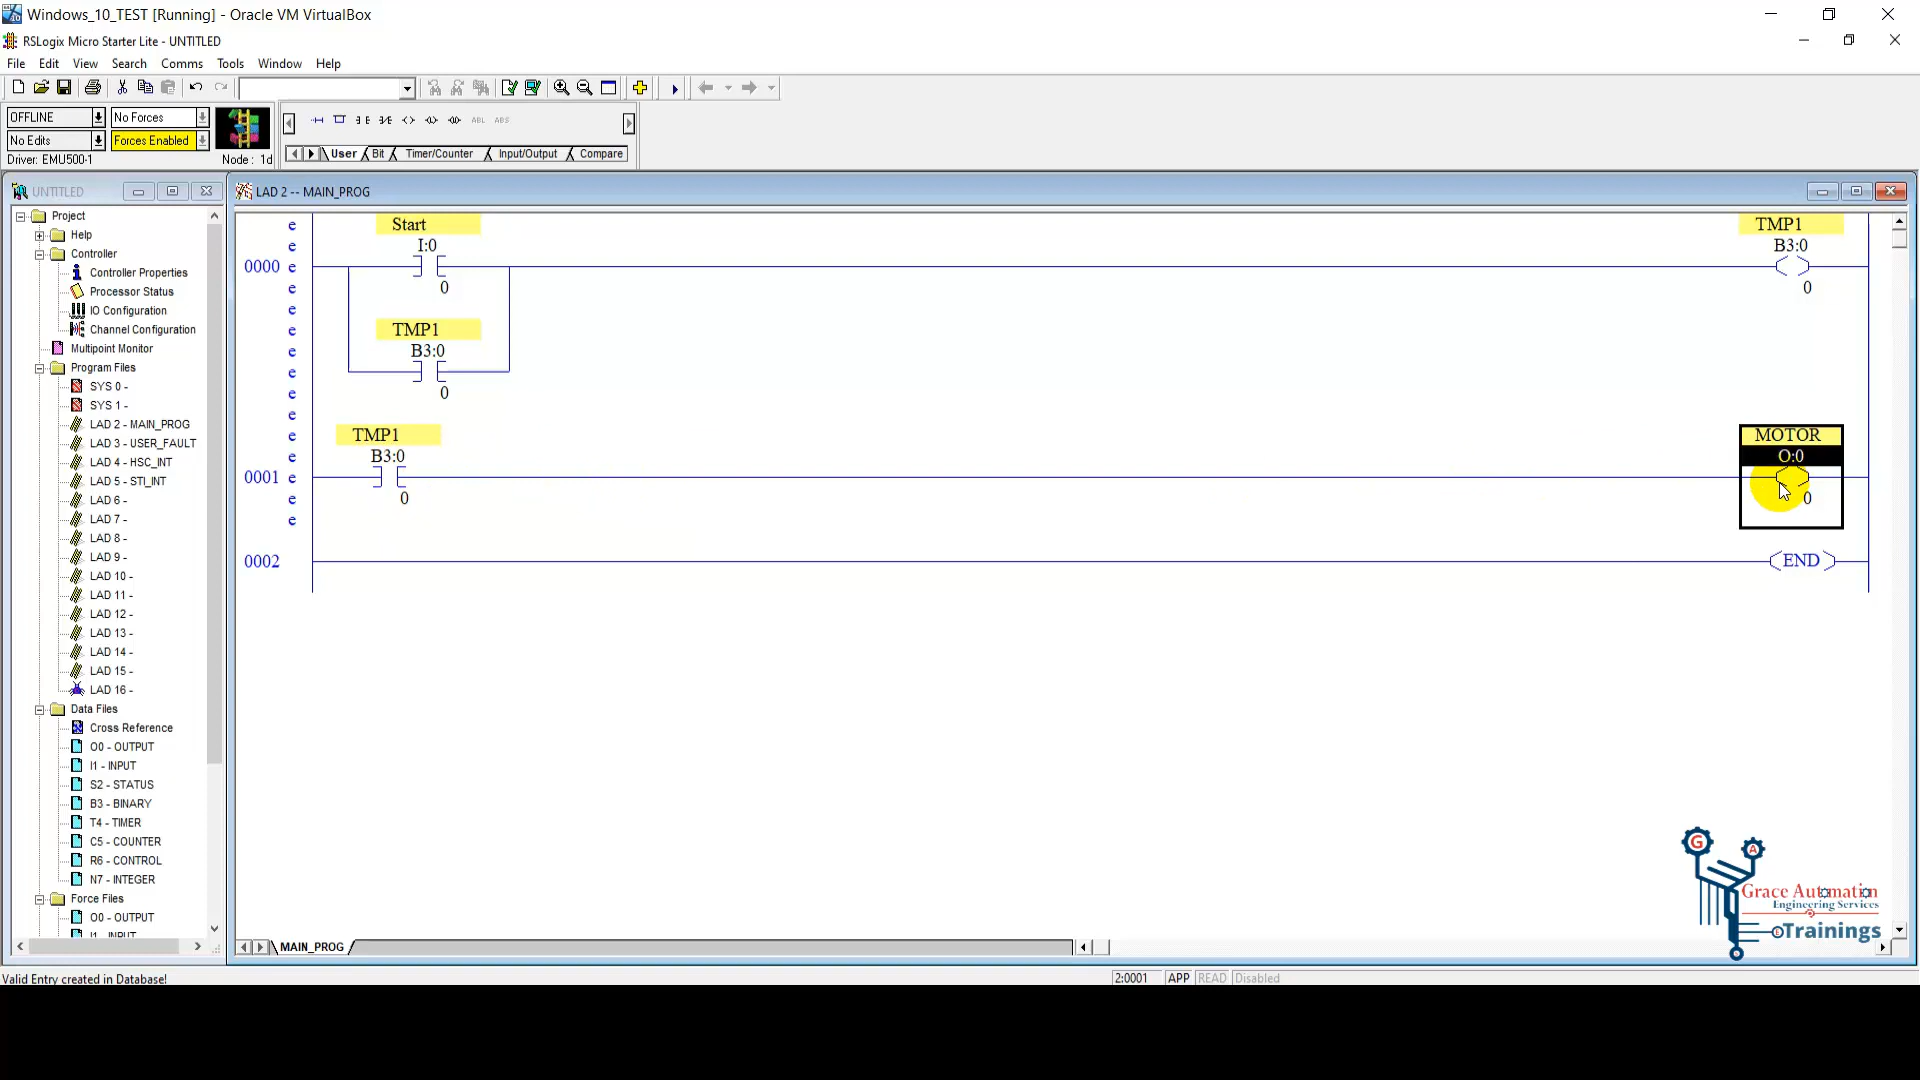 Windows_10_TEST [Running] - Oracle VM VirtualBox
RSLogix Micro Starter Lite - UNTITLED
File Edit View Search Comms Tools Window Help
OFFLINE No Forces
No Edits Forces Enabled
Driver: EMU500-1 Node : 1d
ABL ABS
User Bit Timer/Counter Input/Output Compare
UNTITLED
LAD 2 -- MAIN_PROG
Project
Help
Controller
Controller Properties
Processor Status
IO Configuration
Channel Configuration
Multipoint Monitor
Program Files
SYS 0 -
SYS 1 -
LAD 2 - MAIN_PROG
LAD 3 - USER_FAULT
LAD 4 - HSC_INT
LAD 5 - STI_INT
LAD 6 -
LAD 7 -
LAD 8 -
LAD 9 -
LAD 10 -
LAD 11 -
LAD 12 -
LAD 13 -
LAD 14 -
LAD 15 -
LAD 16 -
Data Files
Cross Reference
O0 - OUTPUT
I1 - INPUT
S2 - STATUS
B3 - BINARY
T4 - TIMER
C5 - COUNTER
R6 - CONTROL
N7 - INTEGER
Force Files
O0 - OUTPUT
I1 - INPUT
e Start TMP1
e I:0 B3:0
0000 e
e 0 0
e
e TMP1
e B3:0
e
e 0
e
e TMP1 MOTOR
e B3:0 O:0
0001 e
e 0 0
e
0002 END
G A
Grace Automatin
Engineering Services
eTrainings
MAIN_PROG
Valid Entry created in Database!
2:0001 APP READ Disabled